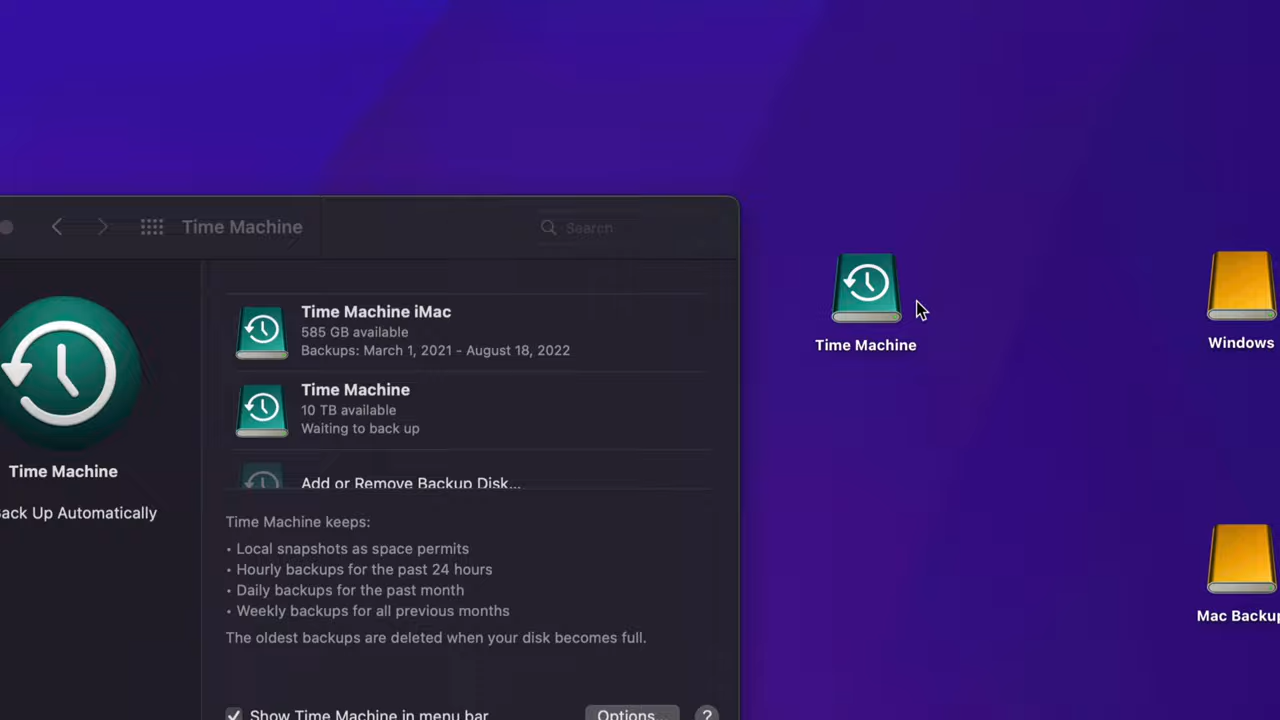 Time Machine
Search
Time Machine iMac
585 GB available
Backups: March 1, 2021 - August 18, 2022
Time Machine
10 TB available
Waiting to back up
Add or Remove Backup Disk...
Time Machine
Back Up Automatically
Time Machine keeps:
• Local snapshots as space permits
• Hourly backups for the past 24 hours
• Daily backups for the past month
• Weekly backups for all previous months
The oldest backups are deleted when your disk becomes full.
Show Time Machine in menu bar
Options...
?
Time Machine
Windows
Mac Backup